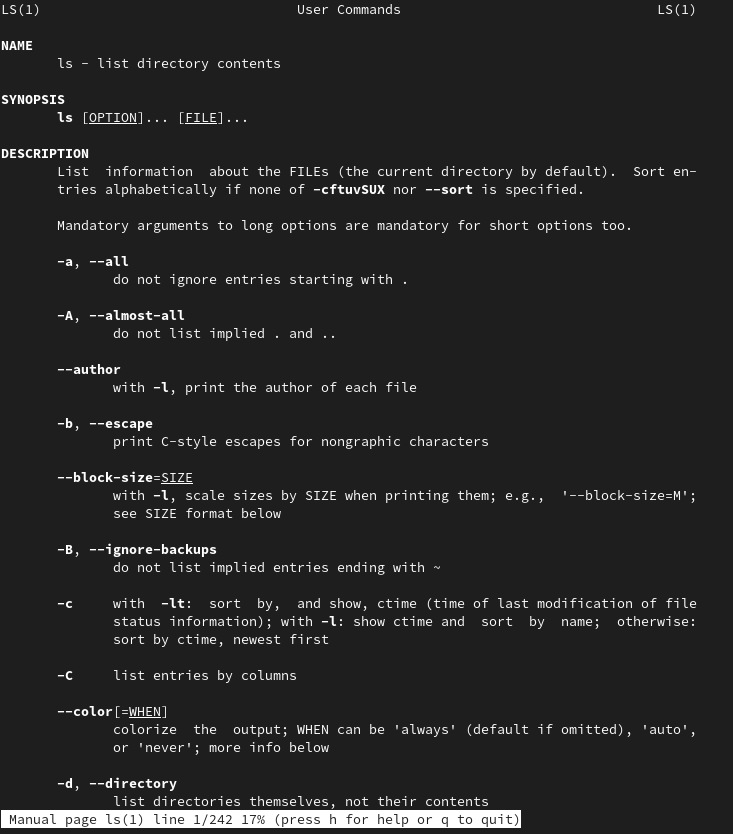 LS(1) User Commands LS(1)
NAME
ls - list directory contents
SYNOPSIS
ls [OPTION]... [FILE]...
DESCRIPTION
List information about the FILEs (the current directory by default). Sort en-
tries alphabetically if none of -cftuvSUX nor --sort is specified.
Mandatory arguments to long options are mandatory for short options too.
-a, --all
do not ignore entries starting with .
-A, --almost-all
do not list implied . and ..
--author
with -l, print the author of each file
-b, --escape
print C-style escapes for nongraphic characters
--block-size=SIZE
with -l, scale sizes by SIZE when printing them; e.g., '--block-size=M';
see SIZE format below
-B, --ignore-backups
do not list implied entries ending with ~
-c with -lt: sort by, and show, ctime (time of last modification of file
status information); with -l: show ctime and sort by name; otherwise:
sort by ctime, newest first
-C list entries by columns
--color[=WHEN]
colorize the output; WHEN can be 'always' (default if omitted), 'auto',
or 'never'; more info below
-d, --directory
list directories themselves, not their contents
Manual page ls(1) line 1/242 17% (press h for help or q to quit)